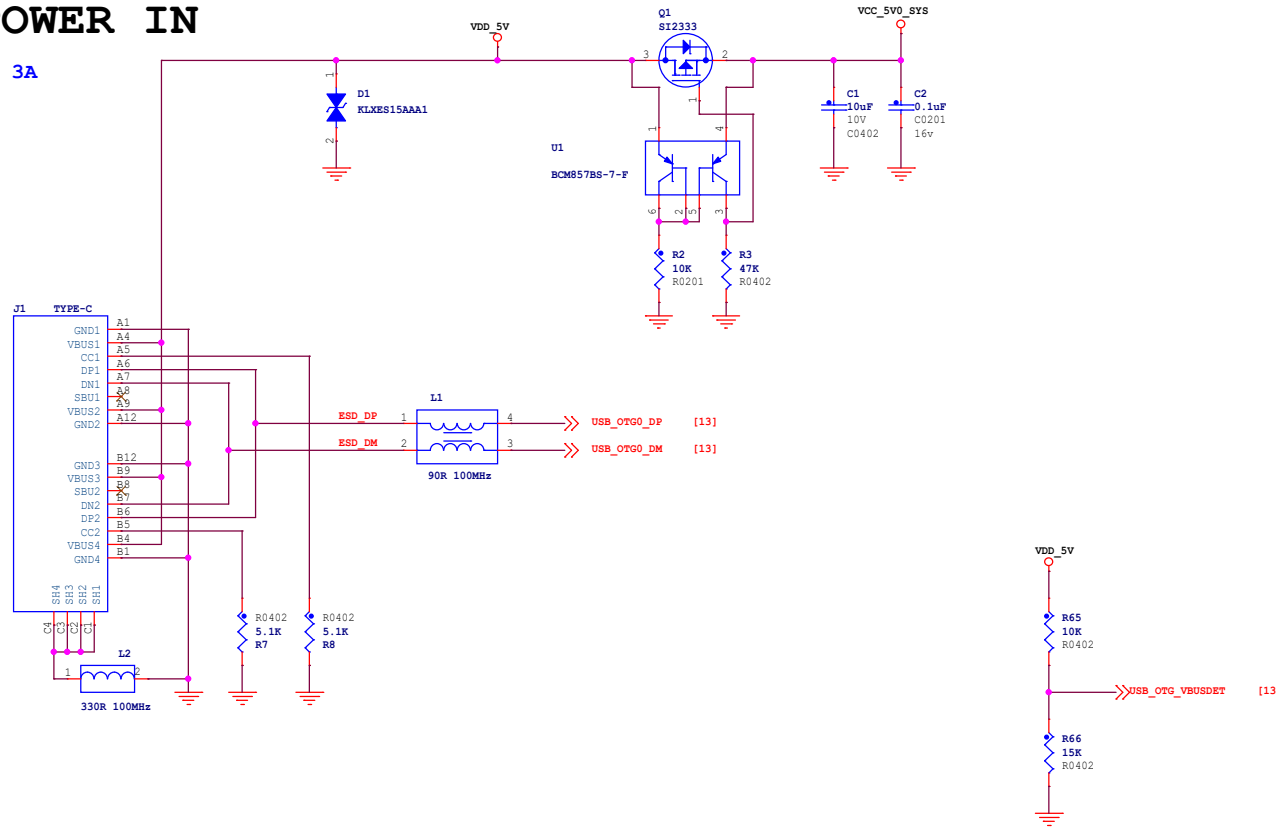 OWER IN
3A
VDD_5V
Q1
SI2333
VCC_5V0_SYS
3
2
1
1
D1
KLXES15AAA1
2
C1
10uF
10V
C0402
C2
0.1uF
C0201
16v
1
4
U1
BCM857BS-7-F
6
2
5
3
R2
10K
R0201
R3
47K
R0402
J1
TYPE-C
GND1 A1
VBUS1 A4
CC1 A5
DP1 A6
DN1 A7
SBU1 A8
VBUS2 A9
GND2 A12
GND3 B12
VBUS3 B9
SBU2 B8
DN2 B7
DP2 B6
CC2 B5
VBUS4 B4
GND4 B1
SH4
SH3
SH2
SH1
C4
C3
C2
C1
L1
ESD_DP 1
4 USB_OTG0_DP [13]
ESD_DM 2
3 USB_OTG0_DM [13]
90R 100MHz
R0402
5.1K
R7
R0402
5.1K
R8
L2
1
2
330R 100MHz
VDD_5V
R65
10K
R0402
USB_OTG_VBUSDET [13
R66
15K
R0402